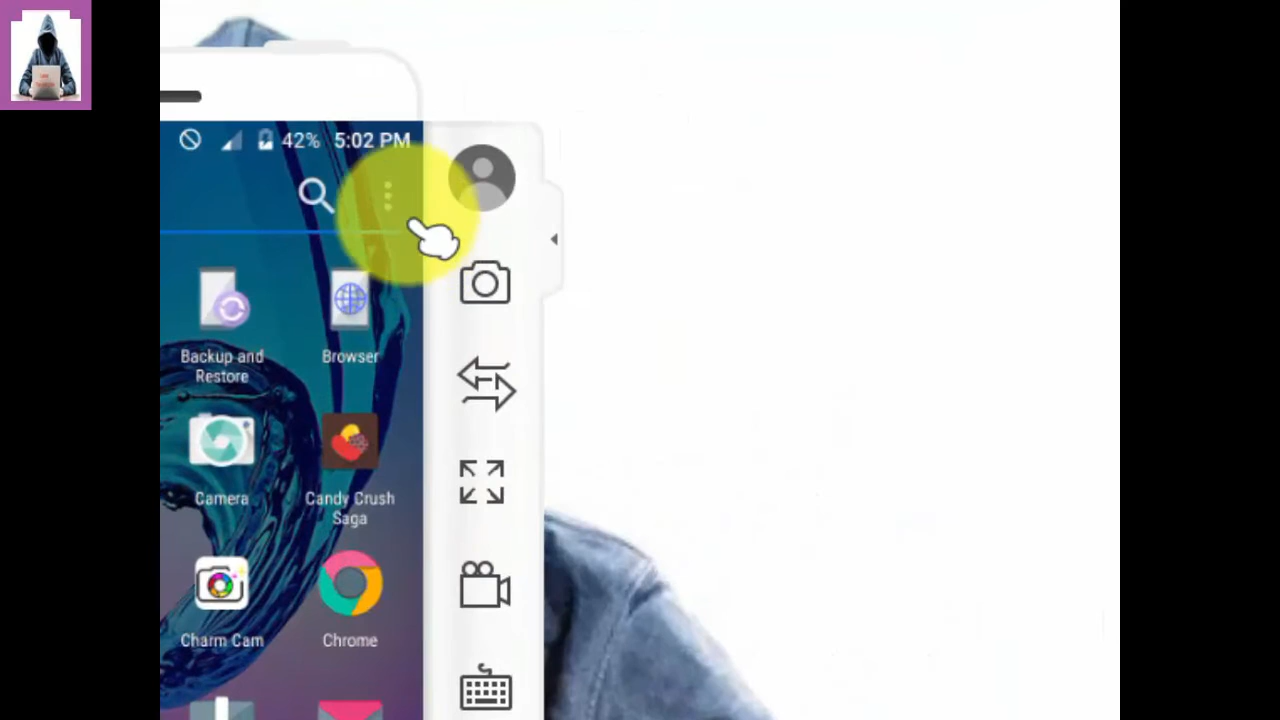 42% 5:02 PM
Backup and
Restore
Browser
Camera
Candy Crush
Saga
Charm Cam
Chrome